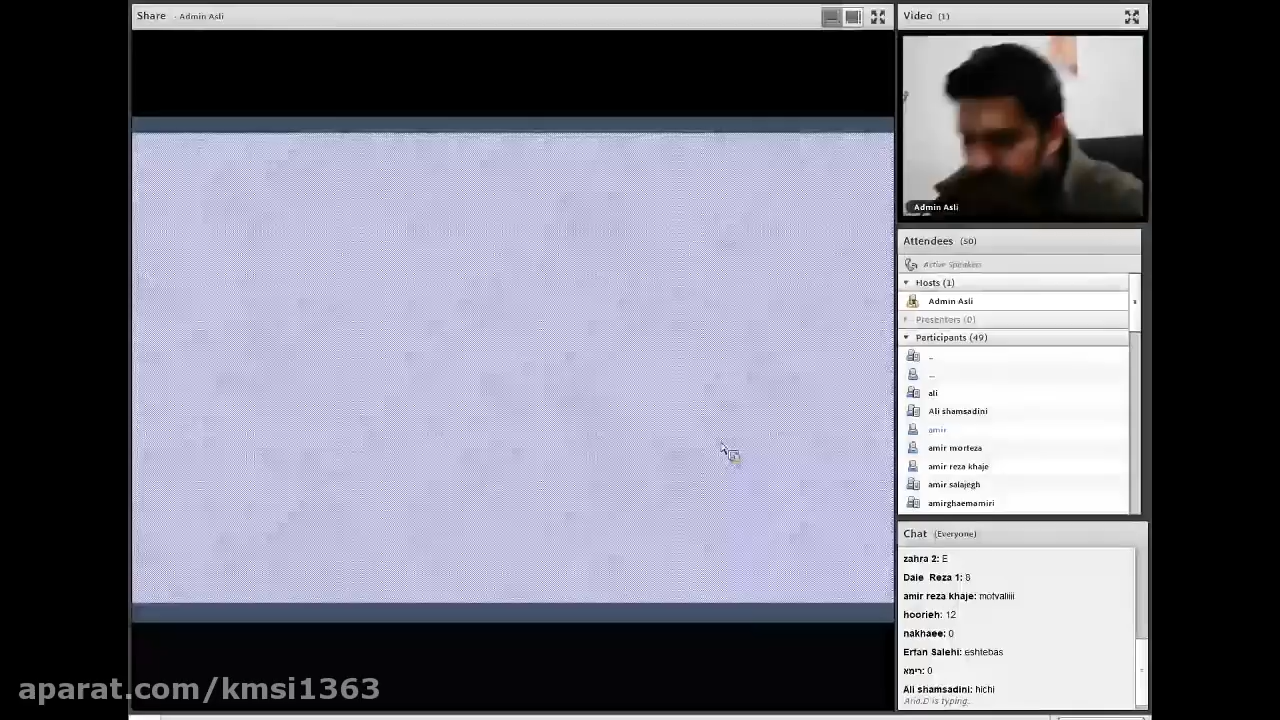 Share - Admin Asli
Video (1)
Admin Asli
Attendees (50)
Active Speakers
Hosts (1)
Admin Asli
Presenters (0)
Participants (49)
..
...
ali
Ali shamsadini
amir
amir morteza
amir reza khaje
amir salajegh
amirghaemamiri
Chat (Everyone)
zahra 2: E
Daie Reza 1: 8
amir reza khaje: motvaliiii
hoorieh: 12
nakhaee: 0
Erfan Salehi: eshtebas
רימא: 0
Ali shamsadini: hichi
Aria.D is typing.
aparat.com/kmsi1363